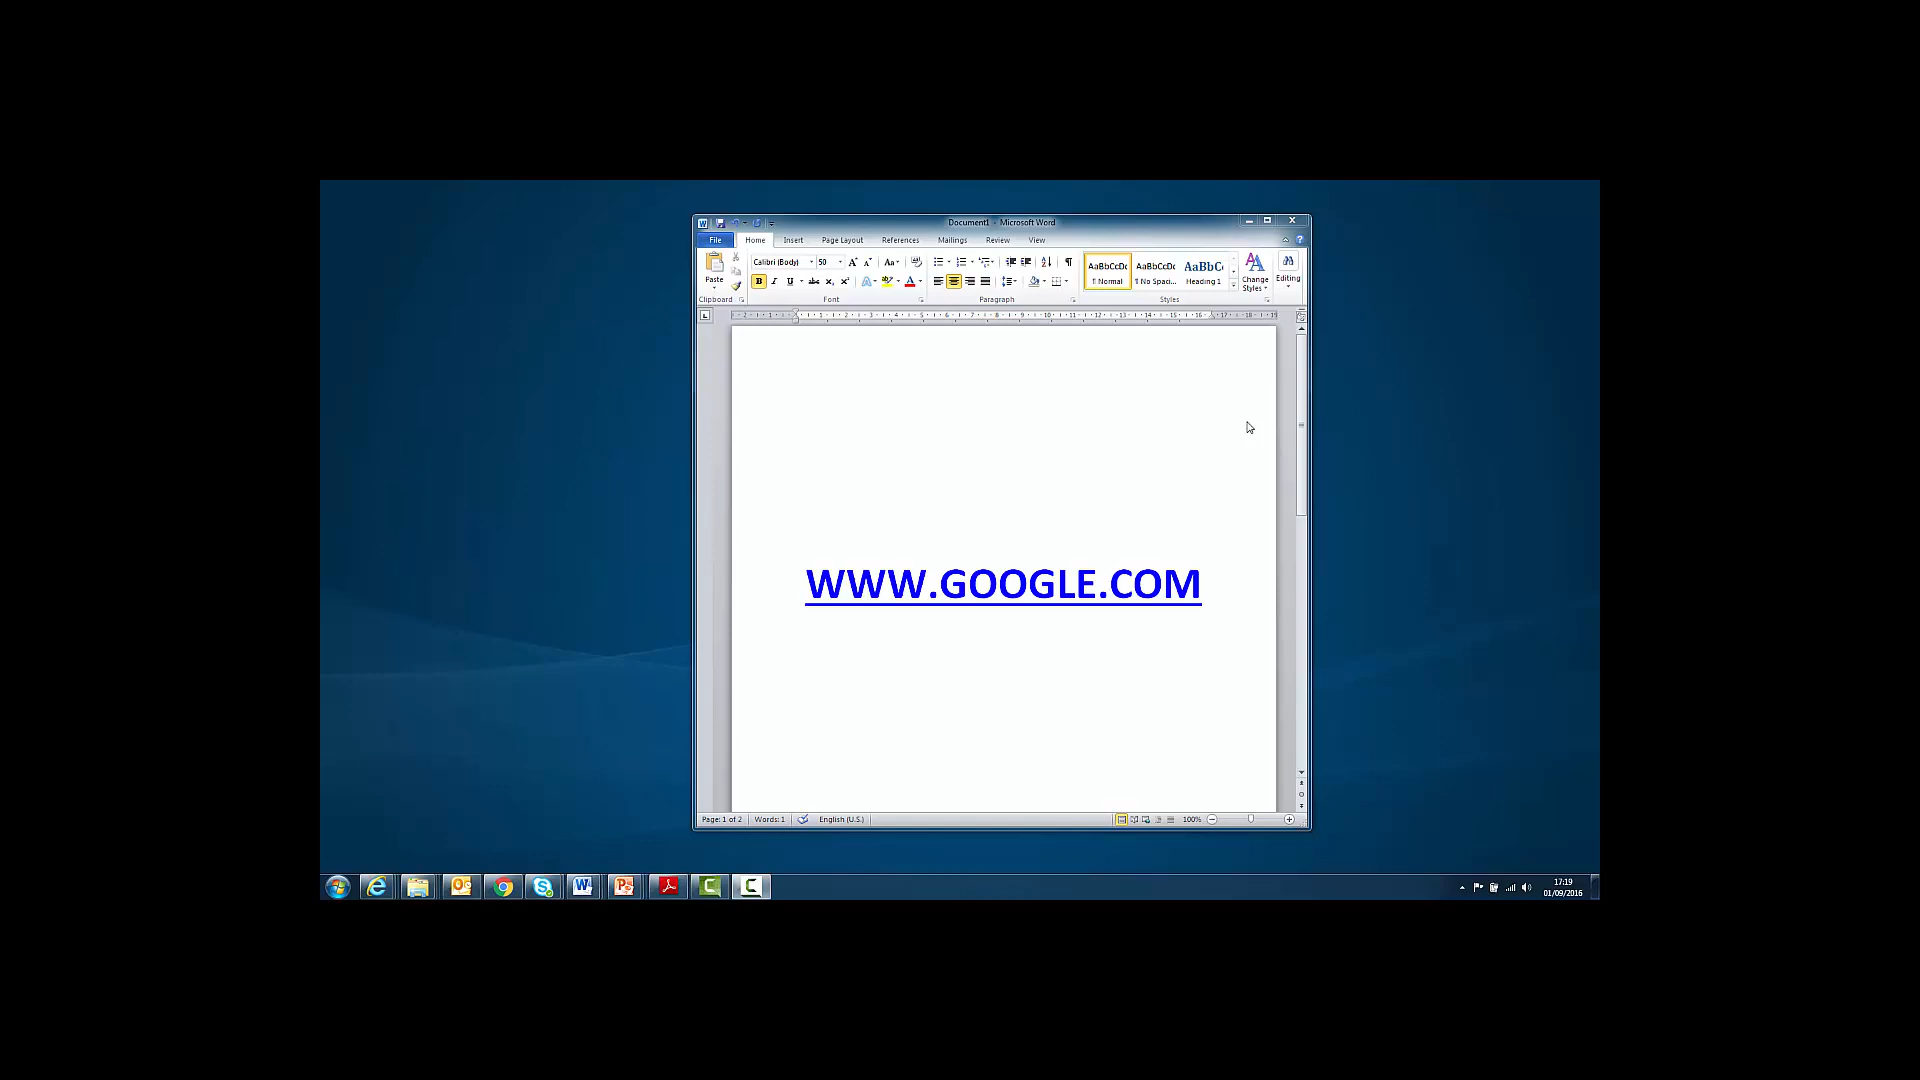 Document1 - Microsoft Word
File Home Insert Page Layout References Mailings Review View
Calibri (Body) 50
Paste
AaBbCcDc AaBbCcDc AaBbC
¶ Normal ¶ No Spaci... Heading 1
Change Styles
Editing
Clipboard Font Paragraph Styles
WWW.GOOGLE.COM
Page: 1 of 2 Words: 1 English (U.S.) 100%
17:19
01/09/2016